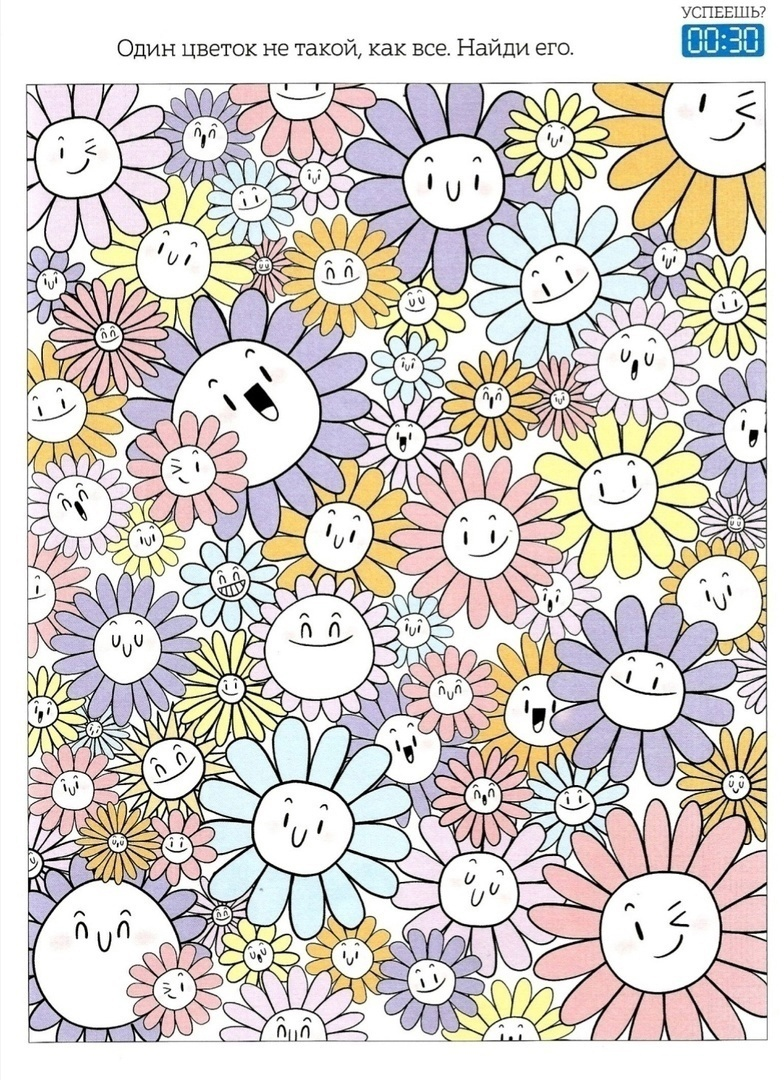 УСПЕЕШЬ?
00:30
Один цветок не такой, как все. Найди его.